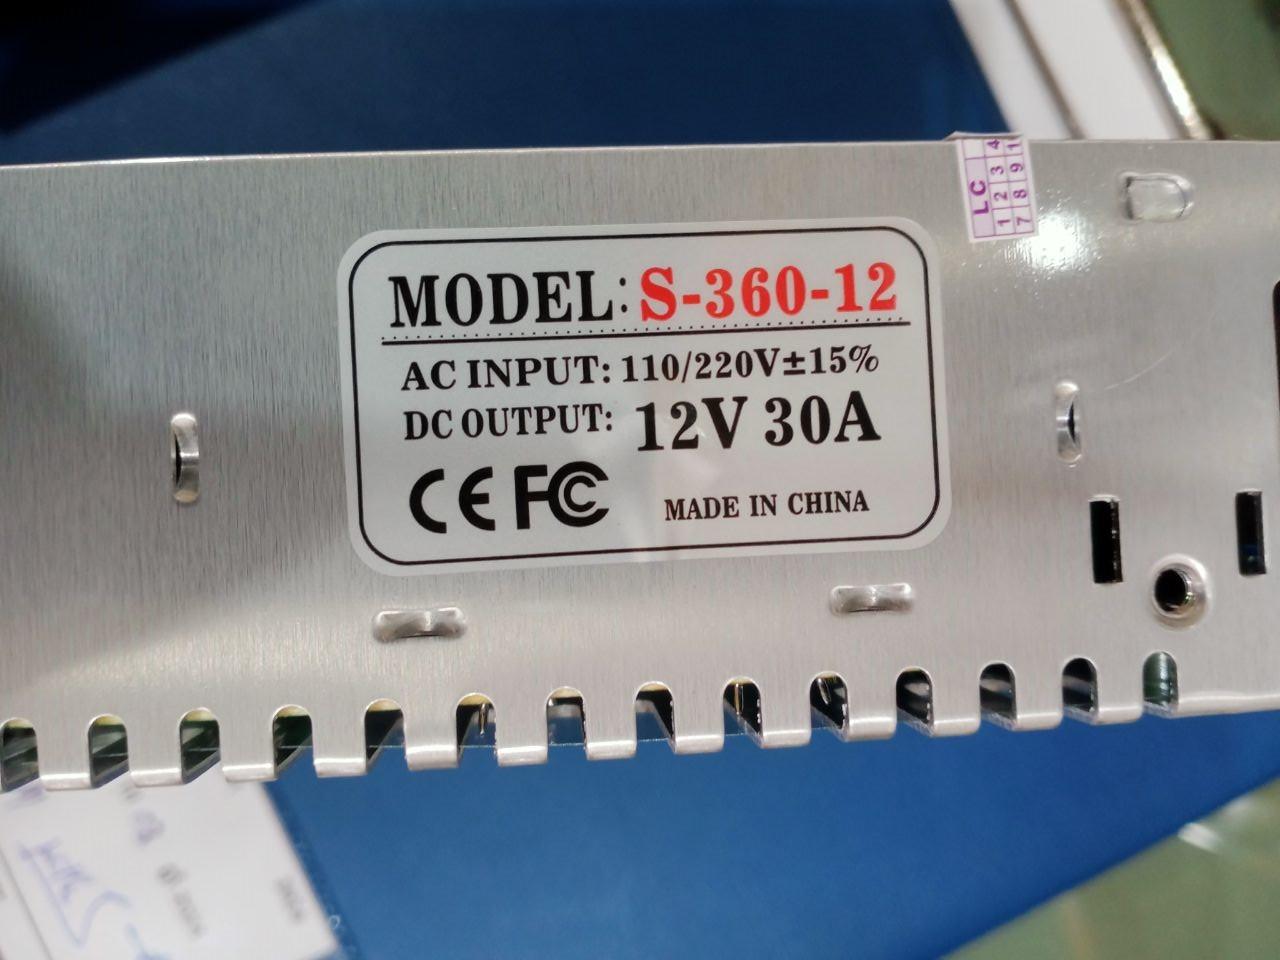 MODEL: S-360-12
AC INPUT: 110/220V±15%
DC OUTPUT: 12V 30A
CE FC MADE IN CHINA
LC
1 2 3 4
7 8 9 1